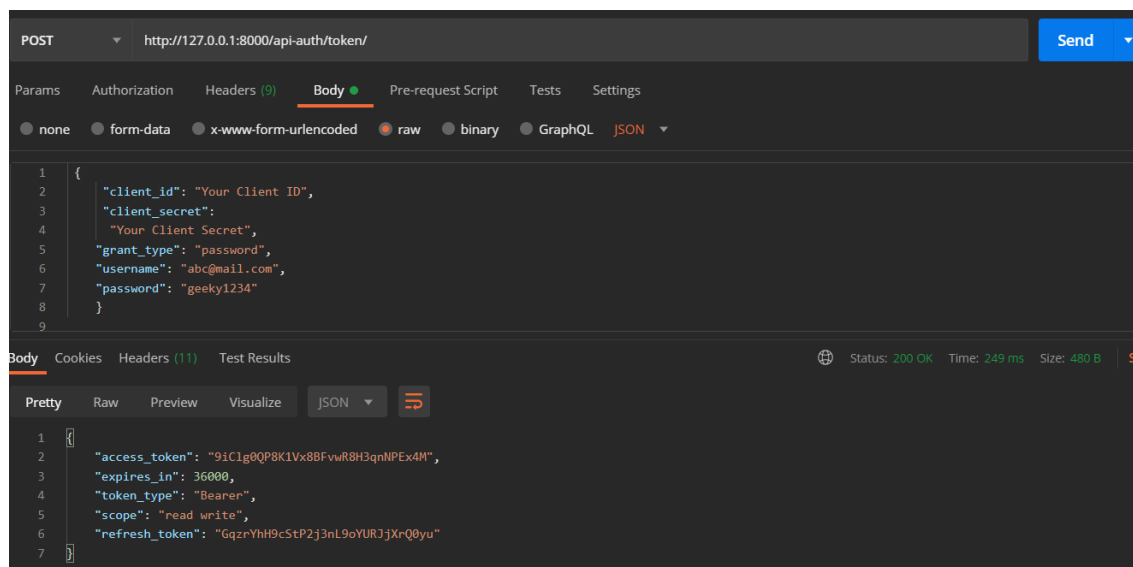 POST http://127.0.0.1:8000/api-auth/token/ Send
Params Authorization Headers (9) Body Pre-request Script Tests Settings
none form-data x-www-form-urlencoded raw binary GraphQL JSON
1 {
2 "client_id": "Your Client ID",
3 "client_secret":
4 "Your Client Secret",
5 "grant_type": "password",
6 "username": "abc@mail.com",
7 "password": "geeky1234"
8 }
9
Body Cookies Headers (11) Test Results Status: 200 OK Time: 249 ms Size: 480 B S
Pretty Raw Preview Visualize JSON
1 {
2 "access_token": "9iClg0QP8K1Vx8BFvwR8H3qnNPEx4M",
3 "expires_in": 36000,
4 "token_type": "Bearer",
5 "scope": "read write",
6 "refresh_token": "GqzrYhH9cStP2j3nL9oYURJjXrQ0yu"
7 }